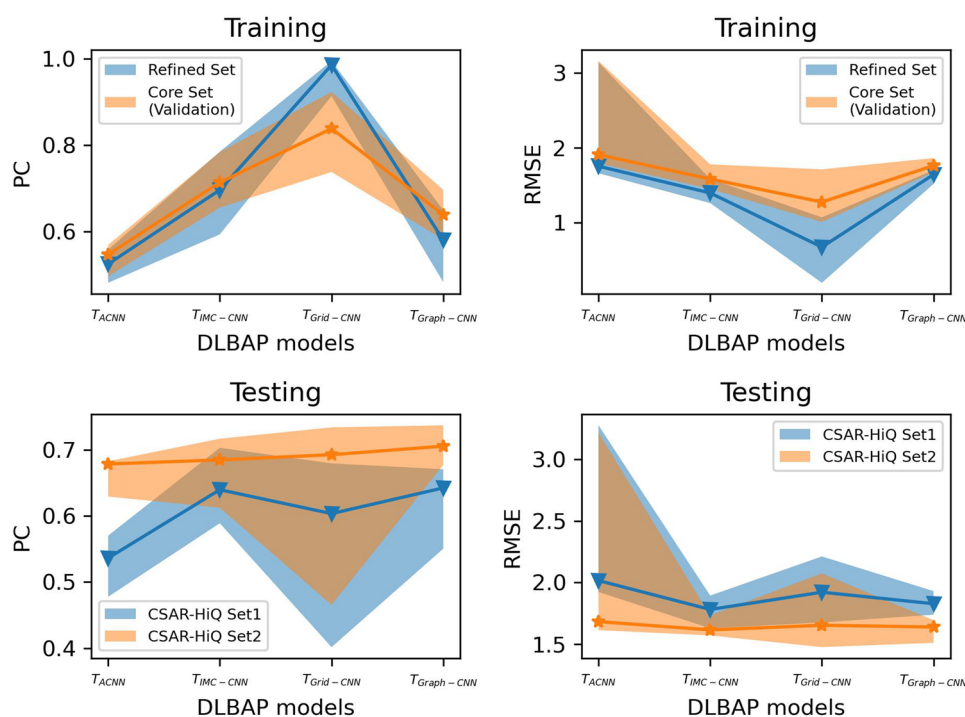 Training
1.0
0.8
0.6
PC
Refined Set
Core Set
(Validation)
T_ACNN T_IMC−CNN T_Grid−CNN T_Graph−CNN
DLBAP models
Training
3
2
1
RMSE
Refined Set
Core Set
(Validation)
T_ACNN T_IMC−CNN T_Grid−CNN T_Graph−CNN
DLBAP models
Testing
0.7
0.6
0.5
0.4
PC
CSAR-HiQ Set1
CSAR-HiQ Set2
T_ACNN T_IMC−CNN T_Grid−CNN T_Graph−CNN
DLBAP models
Testing
3.0
2.5
2.0
1.5
RMSE
CSAR-HiQ Set1
CSAR-HiQ Set2
T_ACNN T_IMC−CNN T_Grid−CNN T_Graph−CNN
DLBAP models